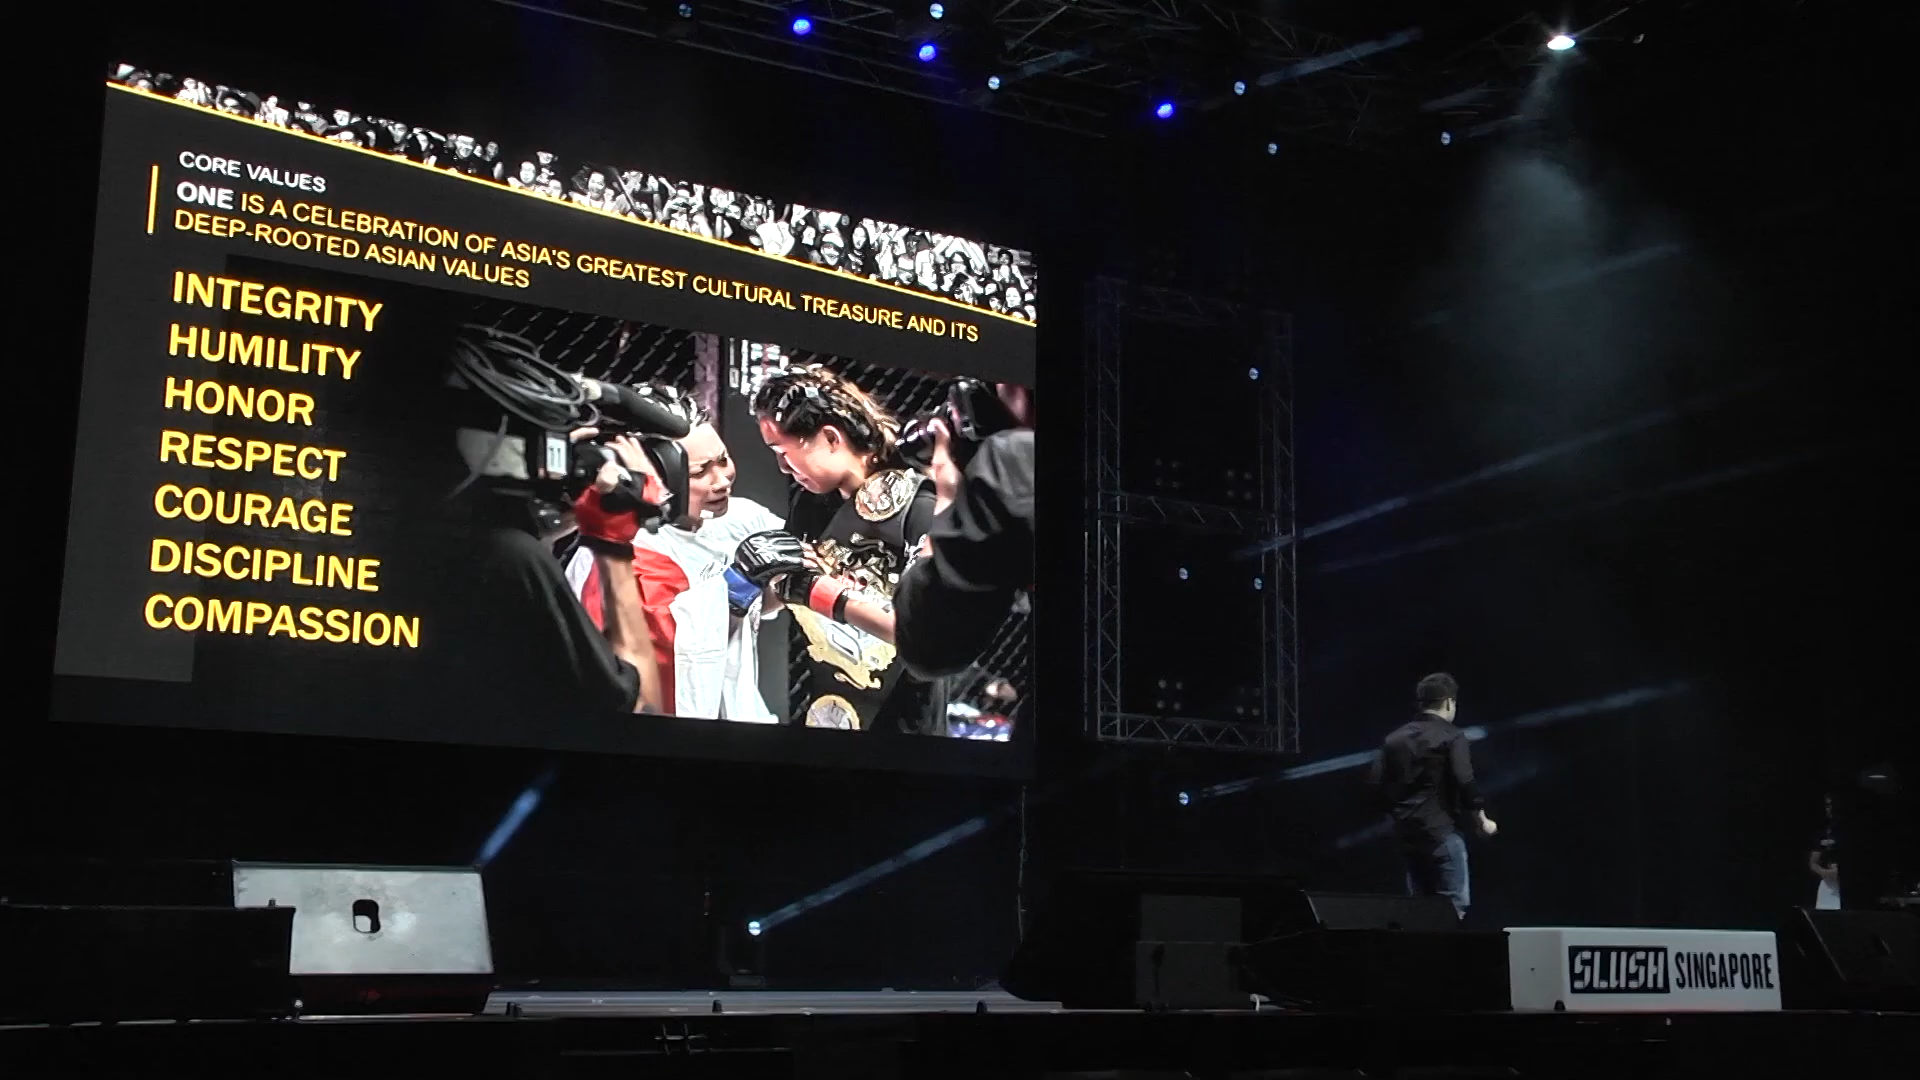 CORE VALUES
ONE IS A CELEBRATION OF ASIA'S GREATEST CULTURAL TREASURE AND ITS
DEEP-ROOTED ASIAN VALUES
INTEGRITY
HUMILITY
HONOR
RESPECT
COURAGE
DISCIPLINE
COMPASSION
11
SLUSH SINGAPORE